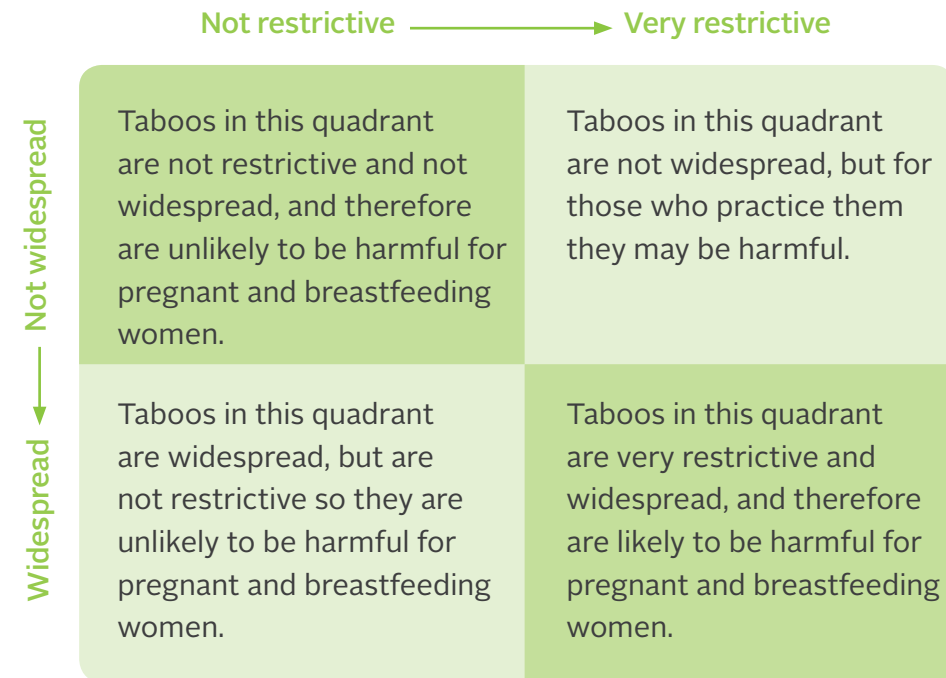 Not restrictive
Very restrictive
Not widespread
Widespread
Taboos in this quadrant
are not restrictive and not
widespread, and therefore
are unlikely to be harmful for
pregnant and breastfeeding
women.
Taboos in this quadrant
are not widespread, but for
those who practice them
they may be harmful.
Taboos in this quadrant
are widespread, but are
not restrictive so they are
unlikely to be harmful for
pregnant and breastfeeding
women.
Taboos in this quadrant
are very restrictive and
widespread, and therefore
are likely to be harmful for
pregnant and breastfeeding
women.